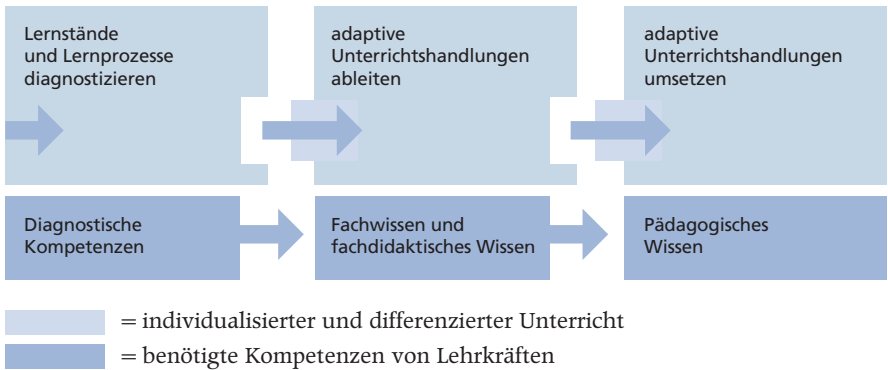 Lernstände
und Lernprozesse
diagnostizieren
adaptive
Unterrichtshandlungen
ableiten
adaptive
Unterrichtshandlungen
umsetzen
Diagnostische
Kompetenzen
Fachwissen und
fachdidaktisches Wissen
Pädagogisches
Wissen
= individualisierter und differenzierter Unterricht
= benötigte Kompetenzen von Lehrkräften